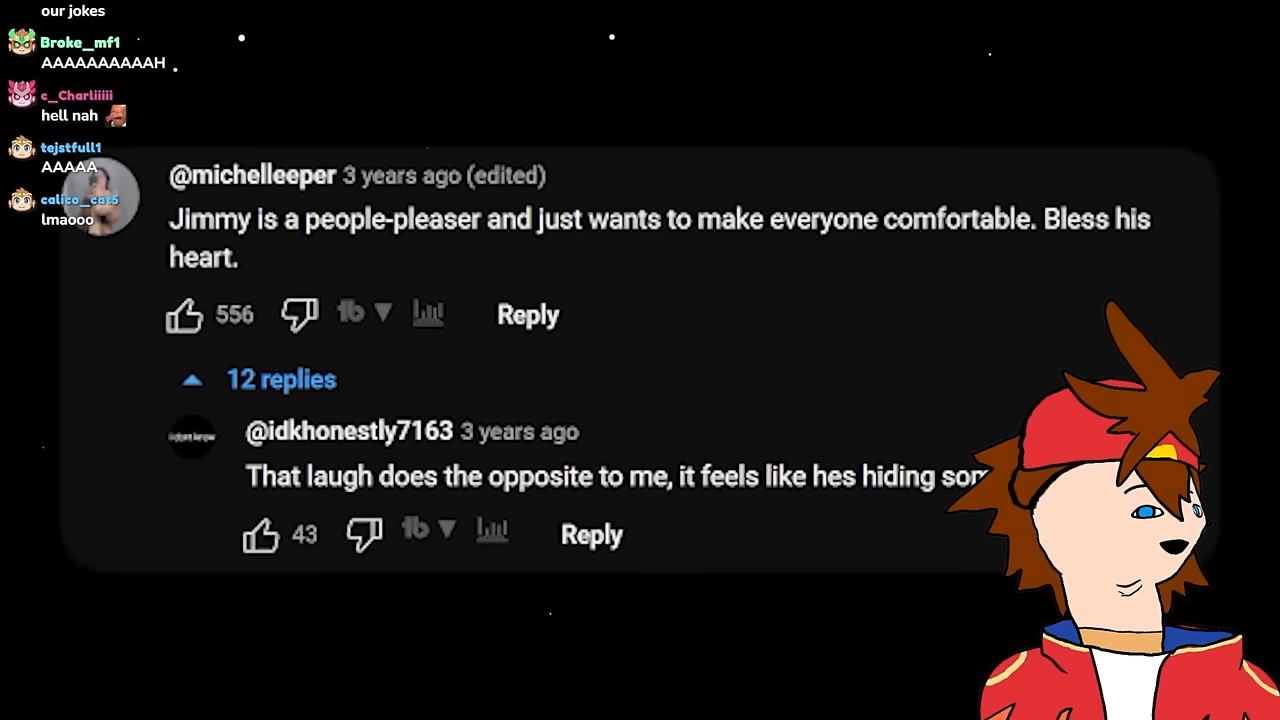 our jokes
Broke_mf1
AAAAAAAAAAH
c_Charliiiii
hell nah
tejstfull1
AAAAA
calico_cat5
lmaooo
@michelleeper 3 years ago (edited)
Jimmy is a people-pleaser and just wants to make everyone comfortable. Bless his
heart.
556
Reply
12 replies
@idkhonestly7163 3 years ago
That laugh does the opposite to me, it feels like hes hiding
43
Reply